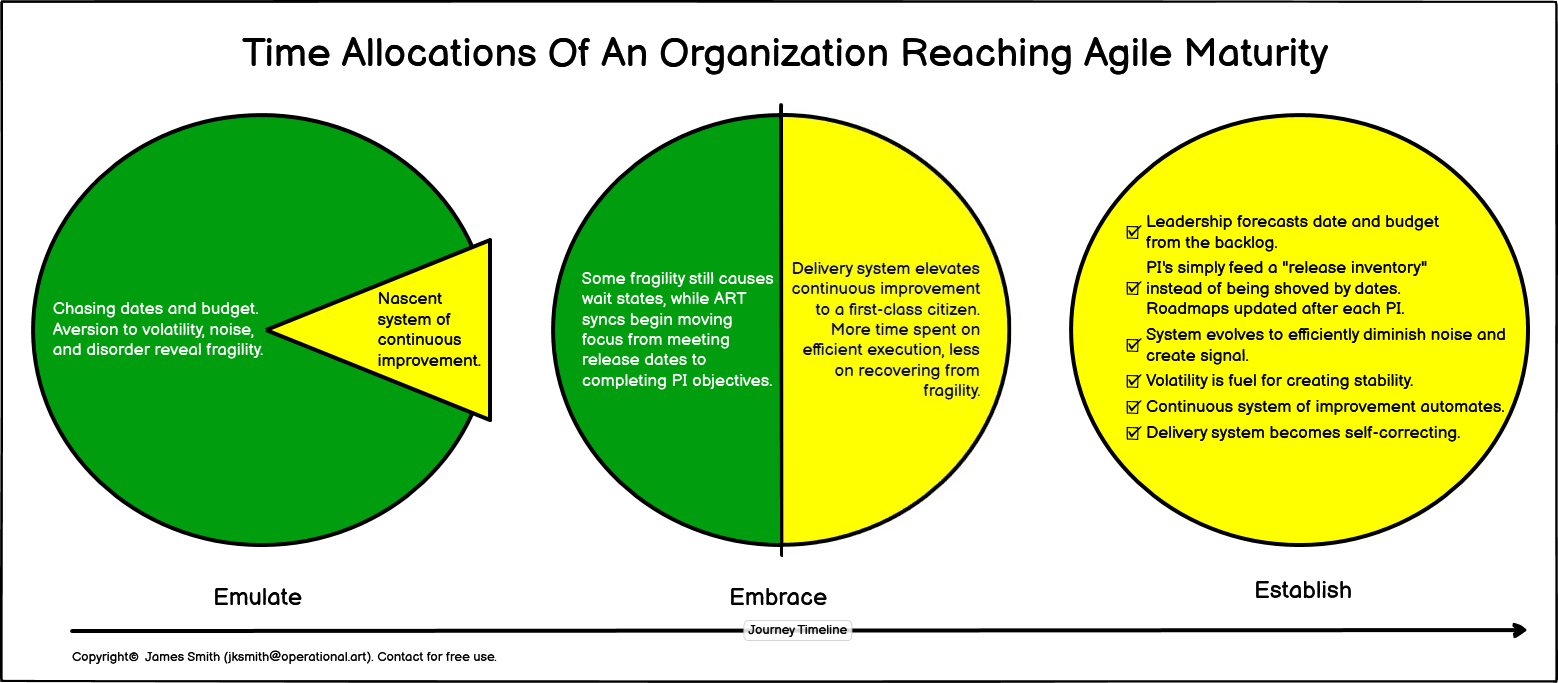 Time Allocations Of An Organization Reaching Agile Maturity
Chasing dates and budget.
Aversion to volatility, noise,
and disorder reveal fragility.
Nascent
system of
continuous
improvement.
Some fragility still causes
wait states, while ART
syncs begin moving
focus from meeting
release dates to
completing PI objectives.
Delivery system elevates
continuous improvement
to a first-class citizen.
More time spent on
efficient execution, less
on recovering from
fragility.
Leadership forecasts date and budget
from the backlog.
PI's simply feed a "release inventory"
instead of being shoved by dates.
Roadmaps updated after each PI.
System evolves to efficiently diminish noise and
create signal.
Volatility is fuel for creating stability.
Continuous system of improvement automates.
Delivery system becomes self-correcting.
Emulate
Embrace
Establish
Journey Timeline
Copyright© James Smith (jksmith@operational.art). Contact for free use.